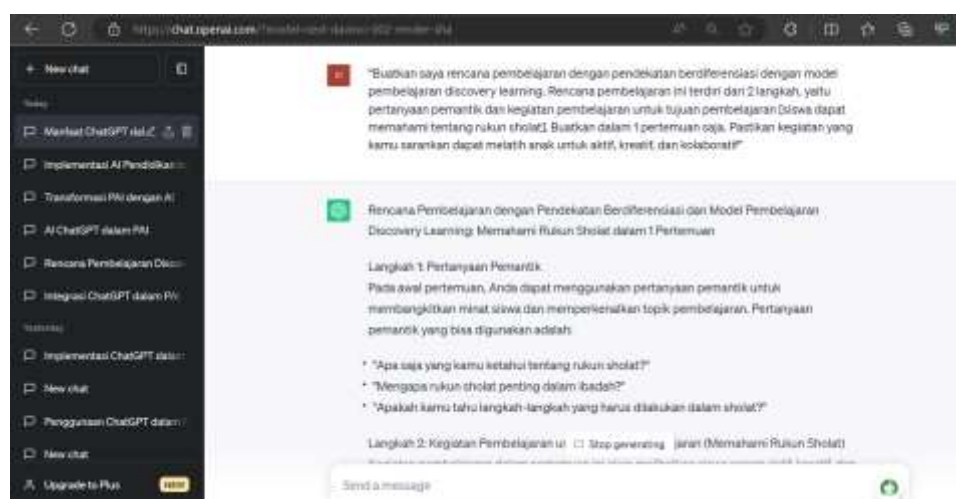 chat.openai.com
+ New chat
Today
Manfaat ChatGPT dal
Implementasi AI Pendidikan
Transformasi PAI dengan AI
AI ChatGPT dalam PAI
Rencana Pembelajaran Disco
Integrasi ChatGPT dalam PAI
Yesterday
Implementasi ChatGPT dalam
New chat
Penggunaan ChatGPT dalam
New chat
Upgrade to Plus NEW
"Buatkan saya rencana pembelajaran dengan pendekatan berdiferensiasi dengan model
pembelajaran discovery learning. Rencana pembelajaran ini terdiri dari 2 langkah, yaitu
pertanyaan pemantik dan kegiatan pembelajaran untuk tujuan pembelajaran [siswa dapat
memahami tentang rukun sholat]. Buatkan dalam 1 pertemuan saja. Pastikan kegiatan yang
kamu sarankan dapat melatih anak untuk aktif, kreatif, dan kolaboratif"
Rencana Pembelajaran dengan Pendekatan Berdiferensiasi dan Model Pembelajaran
Discovery Learning: Memahami Rukun Sholat dalam 1 Pertemuan
Langkah 1: Pertanyaan Pemantik
Pada awal pertemuan, Anda dapat menggunakan pertanyaan pemantik untuk
membangkitkan minat siswa dan memperkenalkan topik pembelajaran. Pertanyaan
pemantik yang bisa digunakan adalah:
• "Apa saja yang kamu ketahui tentang rukun sholat?"
• "Mengapa rukun sholat penting dalam ibadah?"
• "Apakah kamu tahu langkah-langkah yang harus dilakukan dalam sholat?"
Langkah 2: Kegiatan Pembelajaran u Stop generating jaran (Memahami Rukun Sholat)
Send a message